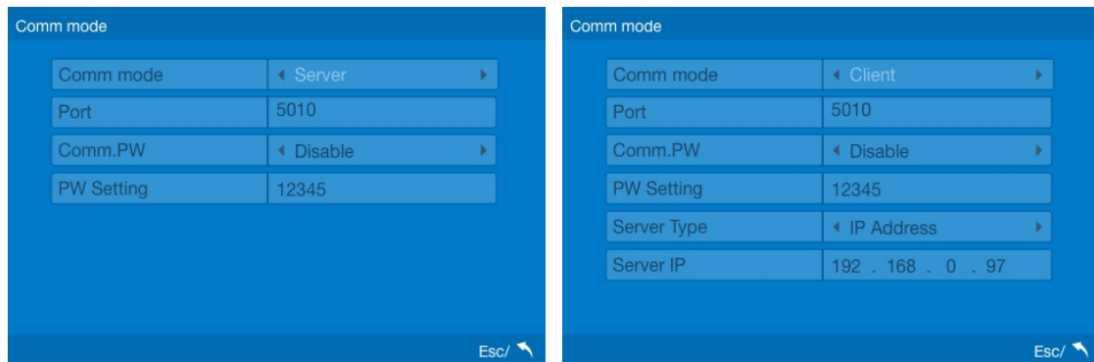 Comm mode
Comm mode Server
Port 5010
Comm.PW Disable
PW Setting 12345
Esc/
Comm mode
Comm mode Client
Port 5010
Comm.PW Disable
PW Setting 12345
Server Type IP Address
Server IP 192 . 168 . 0 . 97
Esc/